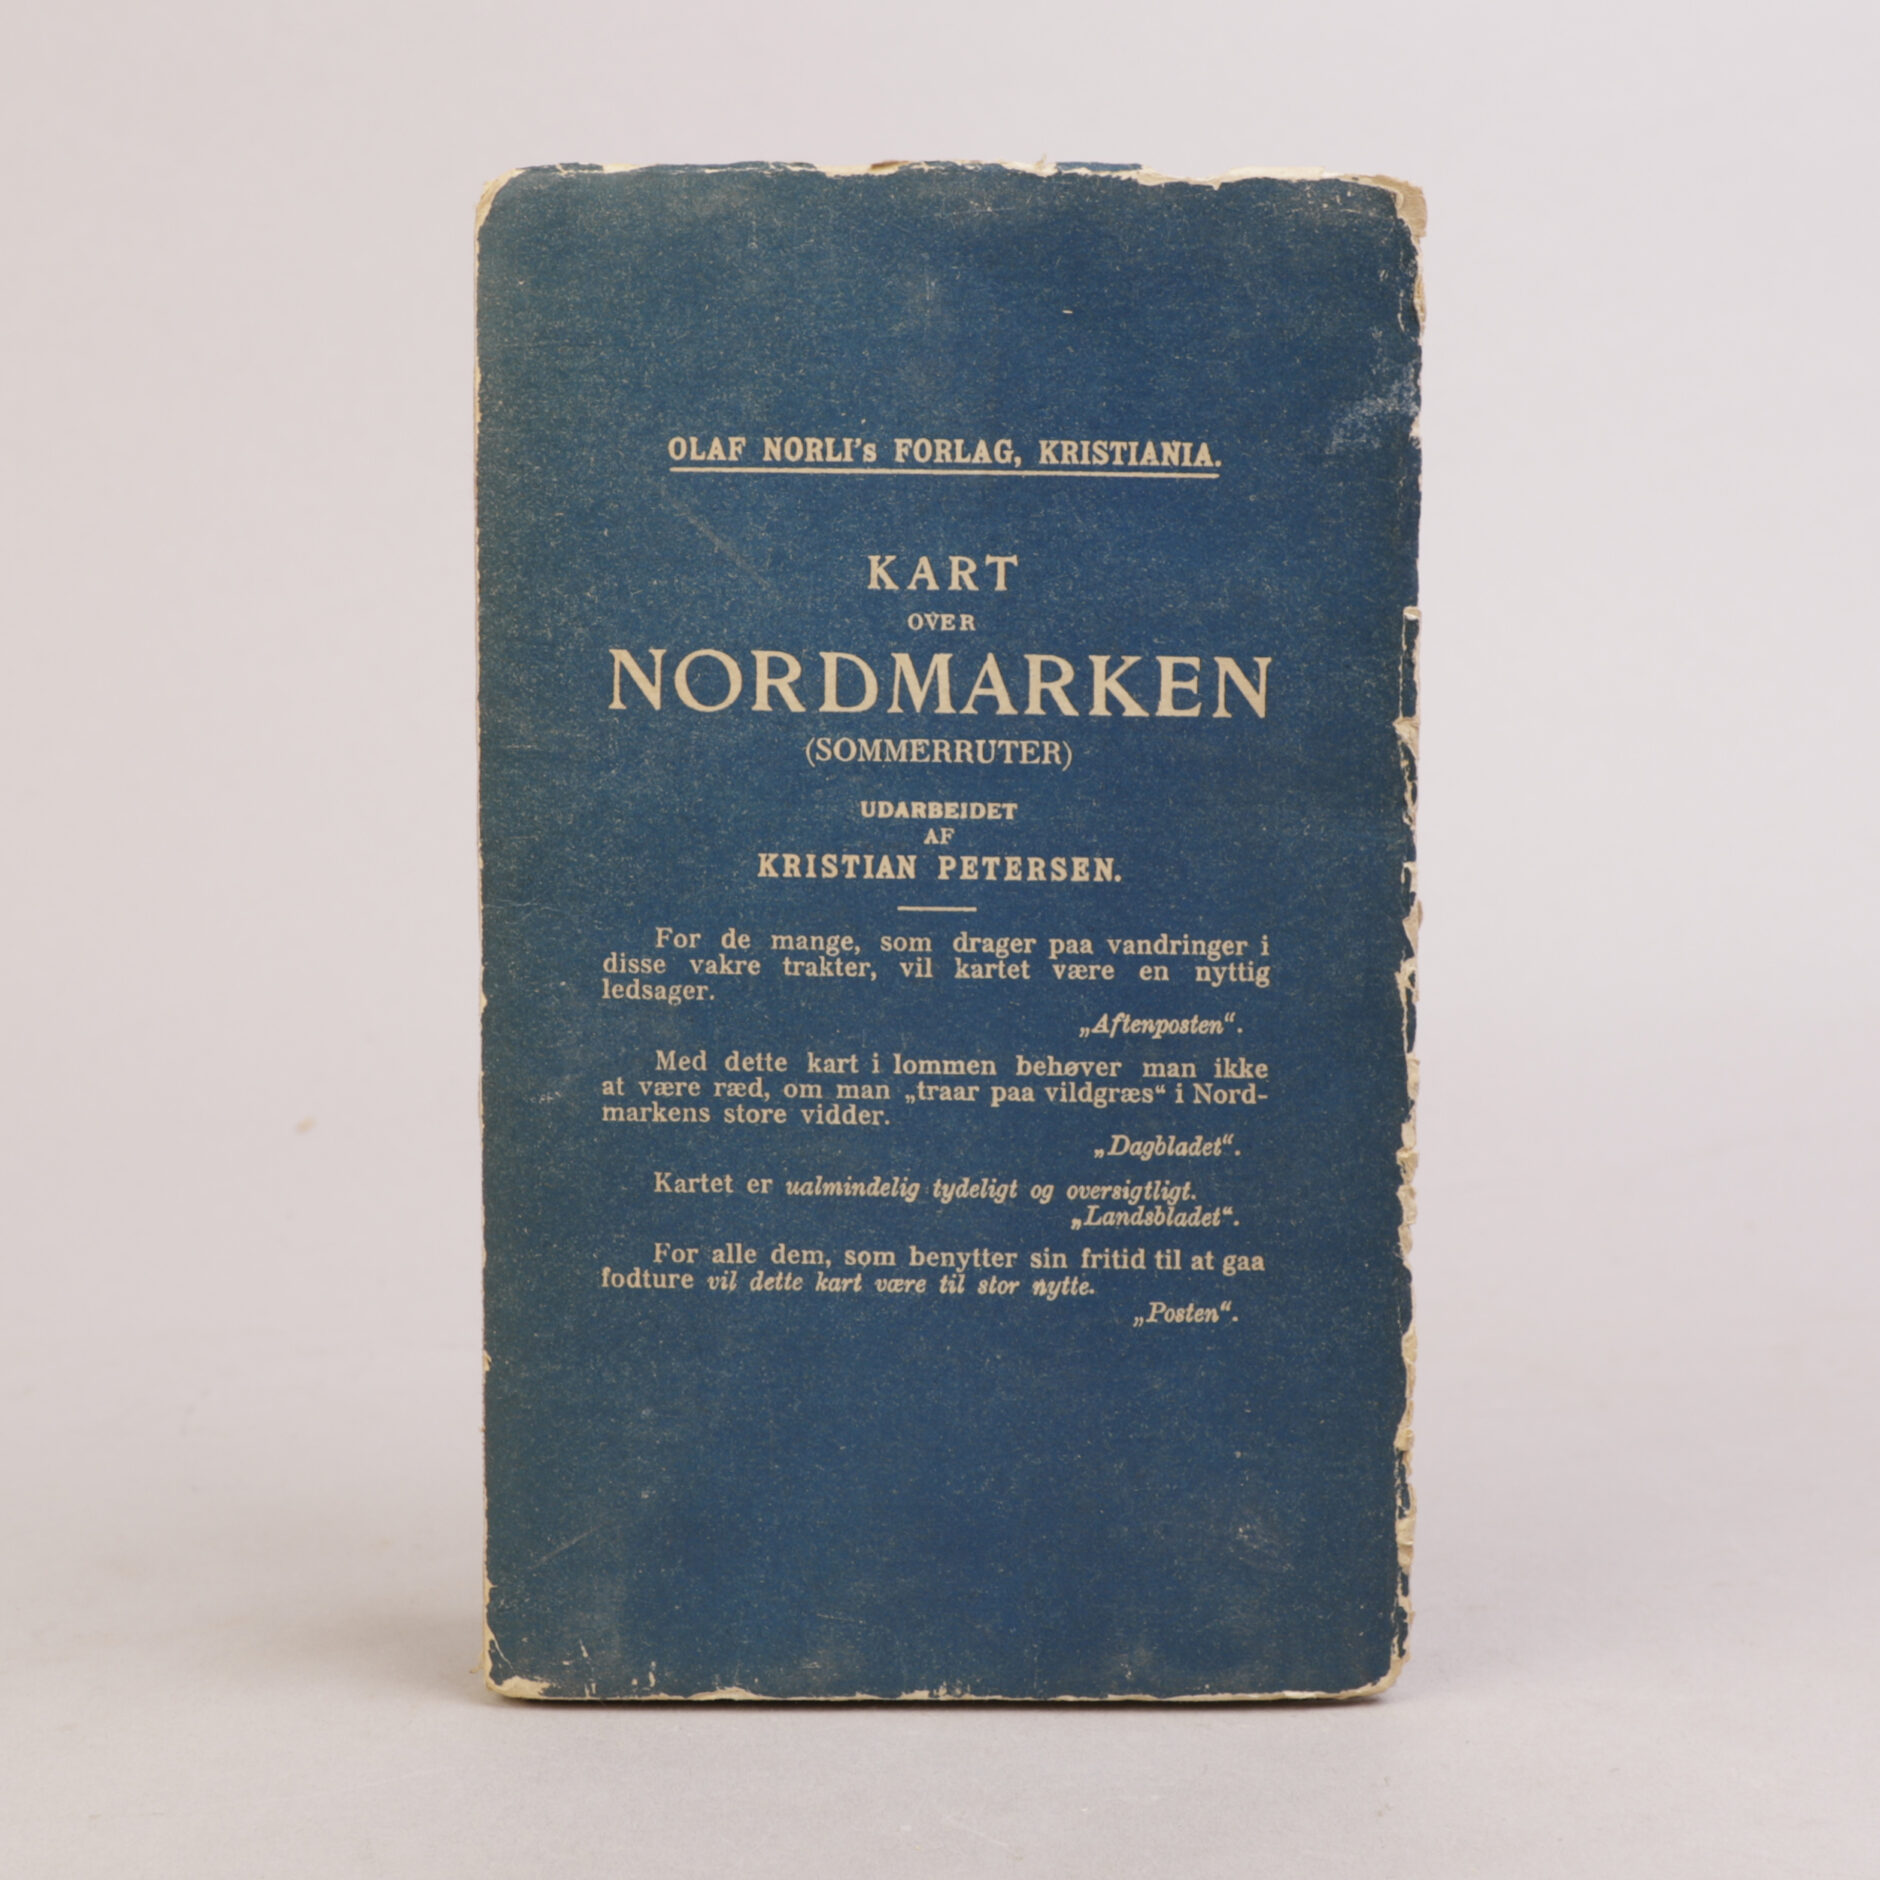 OLAF NORLI's FORLAG, KRISTIANIA.
KART
OVER
NORDMARKEN
(SOMMERRUTER)
UDARBEIDET
AF
KRISTIAN PETERSEN.
For de mange, som drager paa vandringer i
disse vakre trakter, vil kartet være en nyttig
ledsager.
„Aftenposten“.
Med dette kart i lommen behøver man ikke
at være ræd, om man „traar paa vildgræs“ i Nord-
markens store vidder.
„Dagbladet“.
Kartet er ualmindelig tydeligt og oversigtligt.
„Landsbladet“.
For alle dem, som benytter sin fritid til at gaa
fodture vil dette kart være til stor nytte.
„Posten“.